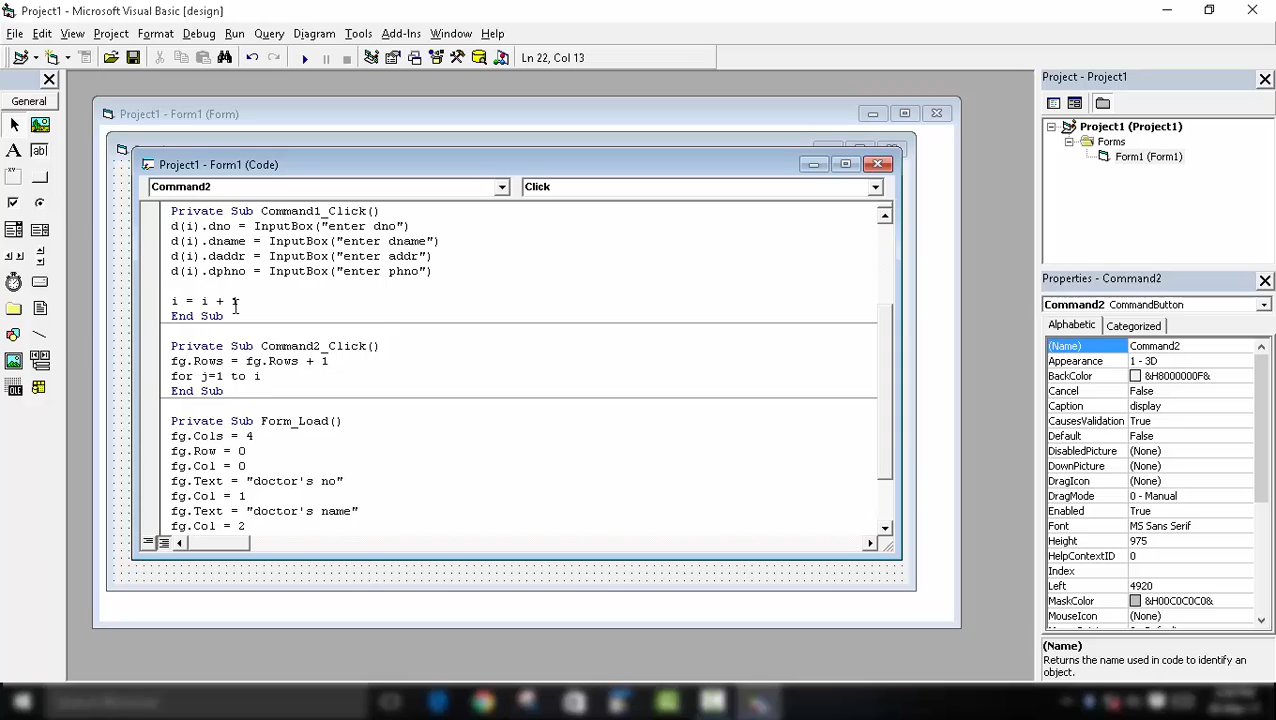 Project1 - Microsoft Visual Basic [design]
File Edit View Project Format Debug Run Query Diagram Tools Add-Ins Window Help
Ln 22, Col 13
General
Project1 - Form1 (Form)
Project1 - Form1 (Code)
Command2 Click
Private Sub Command1_Click()
d(i).dno = InputBox("enter dno")
d(i).dname = InputBox("enter dname")
d(i).daddr = InputBox("enter addr")
d(i).dphno = InputBox("enter phno")
i = i + 1
End Sub
Private Sub Command2_Click()
fg.Rows = fg.Rows + 1
for j=1 to i
End Sub
Private Sub Form_Load()
fg.Cols = 4
fg.Row = 0
fg.Col = 0
fg.Text = "doctor's no"
fg.Col = 1
fg.Text = "doctor's name"
fg.Col = 2
Project - Project1
Project1 (Project1)
Forms
Form1 (Form1)
Properties - Command2
Command2 CommandButton
Alphabetic Categorized
(Name) Command2
Appearance 1 - 3D
BackColor &H8000000F&
Cancel False
Caption display
CausesValidation True
Default False
DisabledPicture (None)
DownPicture (None)
DragIcon (None)
DragMode 0 - Manual
Enabled True
Font MS Sans Serif
Height 975
HelpContextID 0
Index
Left 4920
MaskColor &H00C0C0C0&
MouseIcon (None)
(Name)
Returns the name used in code to identify an
object.